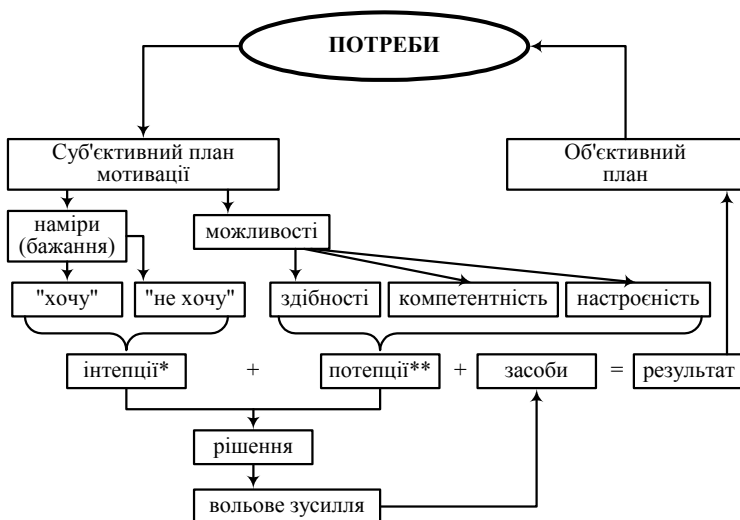 ПОТРЕБИ
Суб'єктивний план
мотивації
Об'єктивний
план
наміри
(бажання)
можливості
"хочу"
"не хочу"
здібності
компетентність
настроєність
інтепції*
+
потепції**
+
засоби
=
результат
рішення
вольове зусилля